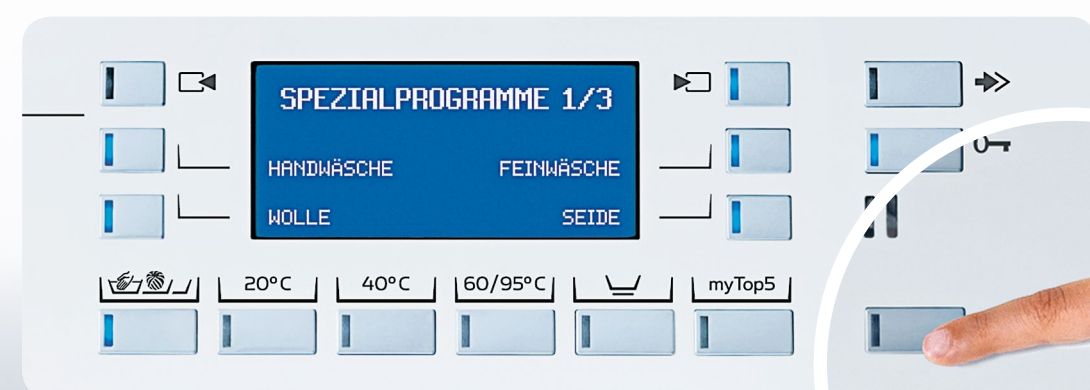 SPEZIALPROGRAMME 1/3
HANDWÄSCHE FEINWÄSCHE
WOLLE SEIDE
20°C 40°C 60/95°C myTop5